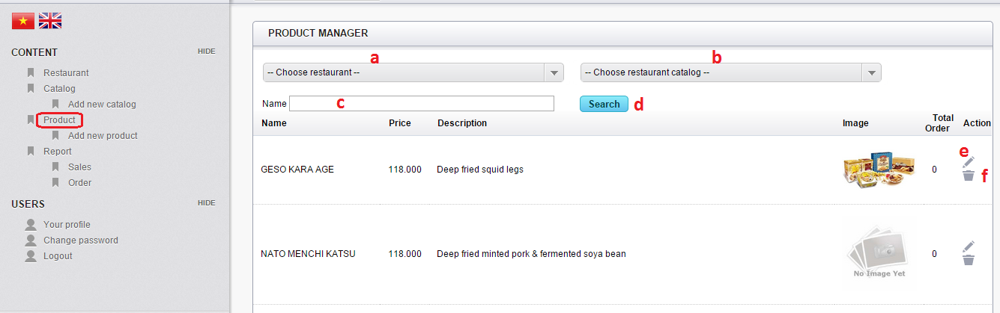 PRODUCT MANAGER
CONTENT HIDE
Restaurant
Catalog
Add new catalog
Product
Add new product
Report
Sales
Order
USERS HIDE
Your profile
Change password
Logout
a b
-- Choose restaurant -- -- Choose restaurant catalog --
Name c Search d
Name Price Description Image Total Order Action
GESO KARA AGE 118.000 Deep fried squid legs 0 e f
NATO MENCHI KATSU 118.000 Deep fried minted pork & fermented soya bean No Image Yet 0